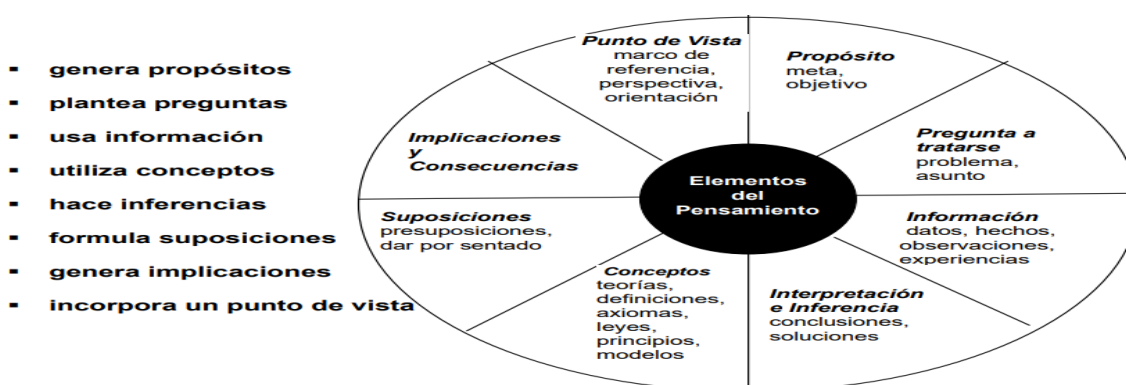 ▪ genera propósitos
▪ plantea preguntas
▪ usa información
▪ utiliza conceptos
▪ hace inferencias
▪ formula suposiciones
▪ genera implicaciones
▪ incorpora un punto de vista
Punto de Vista
marco de
referencia,
perspectiva,
orientación
Propósito
meta,
objetivo
Pregunta a
tratarse
problema,
asunto
Información
datos, hechos,
observaciones,
experiencias
Interpretación
e Inferencia
conclusiones,
soluciones
Conceptos
teorías,
definiciones,
axiomas,
leyes,
principios,
modelos
Suposiciones
presuposiciones,
dar por sentado
Implicaciones
y
Consecuencias
Elementos
del
Pensamiento